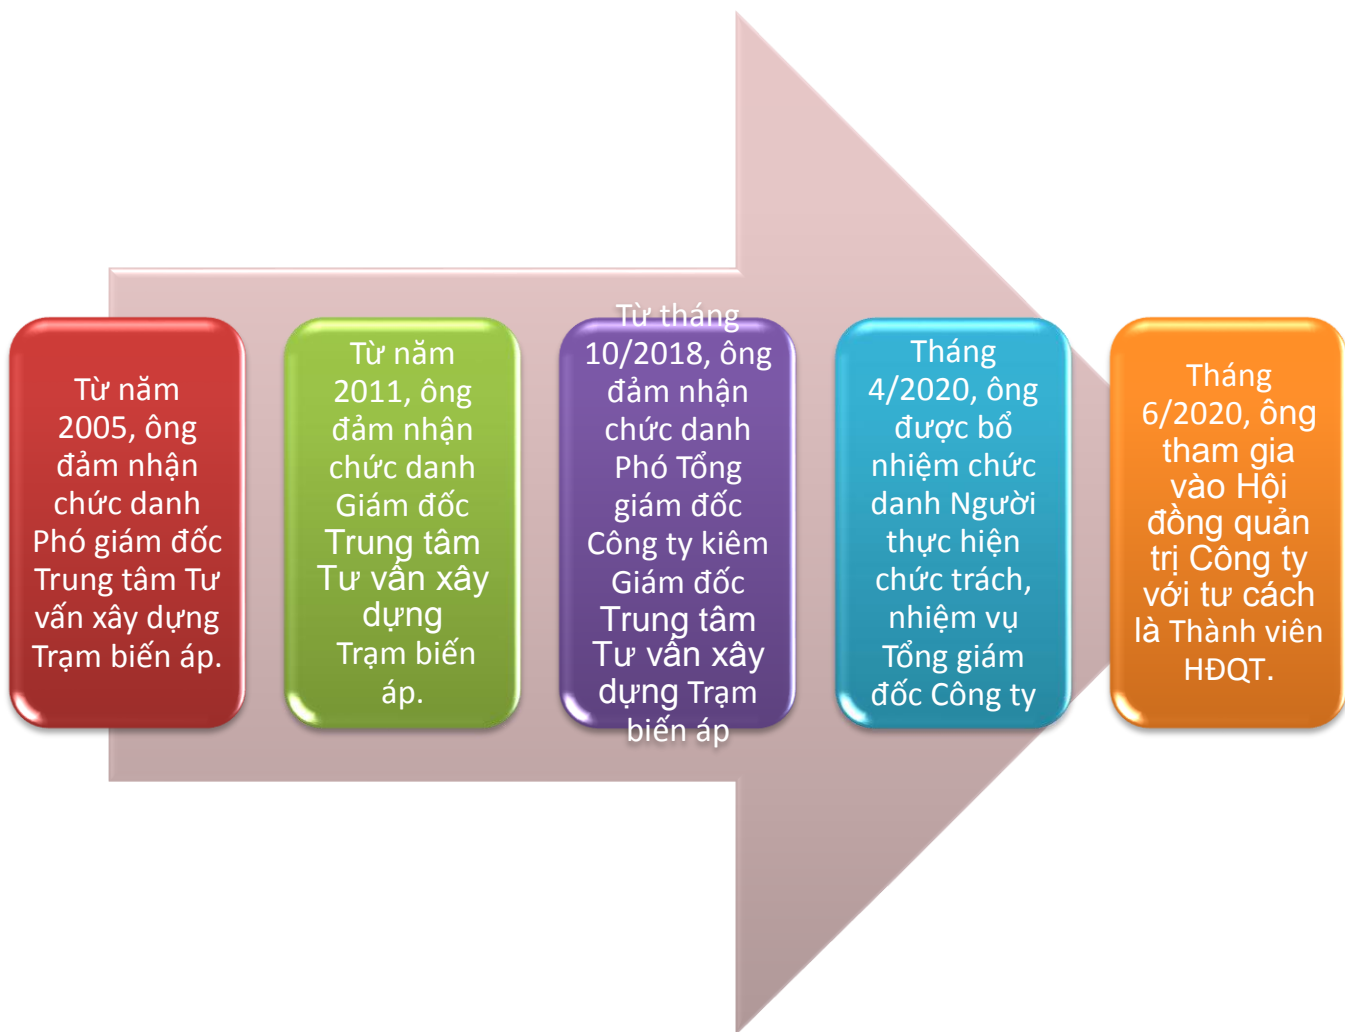 Từ năm
2005, ông
đảm nhận
chức danh
Phó giám đốc
Trung tâm Tư
vấn xây dựng
Trạm biến áp.
Từ năm
2011, ông
đảm nhận
chức danh
Giám đốc
Trung tâm
Tư vấn xây
dựng
Trạm biến
áp.
Từ tháng
10/2018, ông
đảm nhận
chức danh
Phó Tổng
giám đốc
Công ty kiêm
Giám đốc
Trung tâm
Tư vấn xây
dựng Trạm
biến áp
Tháng
4/2020, ông
được bổ
nhiệm chức
danh Người
thực hiện
chức trách,
nhiệm vụ
Tổng giám
đốc Công ty
Tháng
6/2020, ông
tham gia
vào Hội
đồng quản
trị Công ty
với tư cách
là Thành viên
HĐQT.